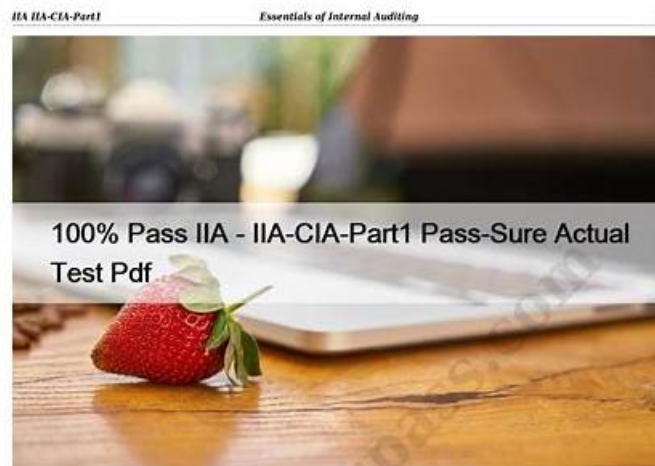 IIA IIA-CIA-Part1 Essentials of Internal Auditing
100% Pass IIA - IIA-CIA-Part1 Pass-Sure Actual
Test Pdf